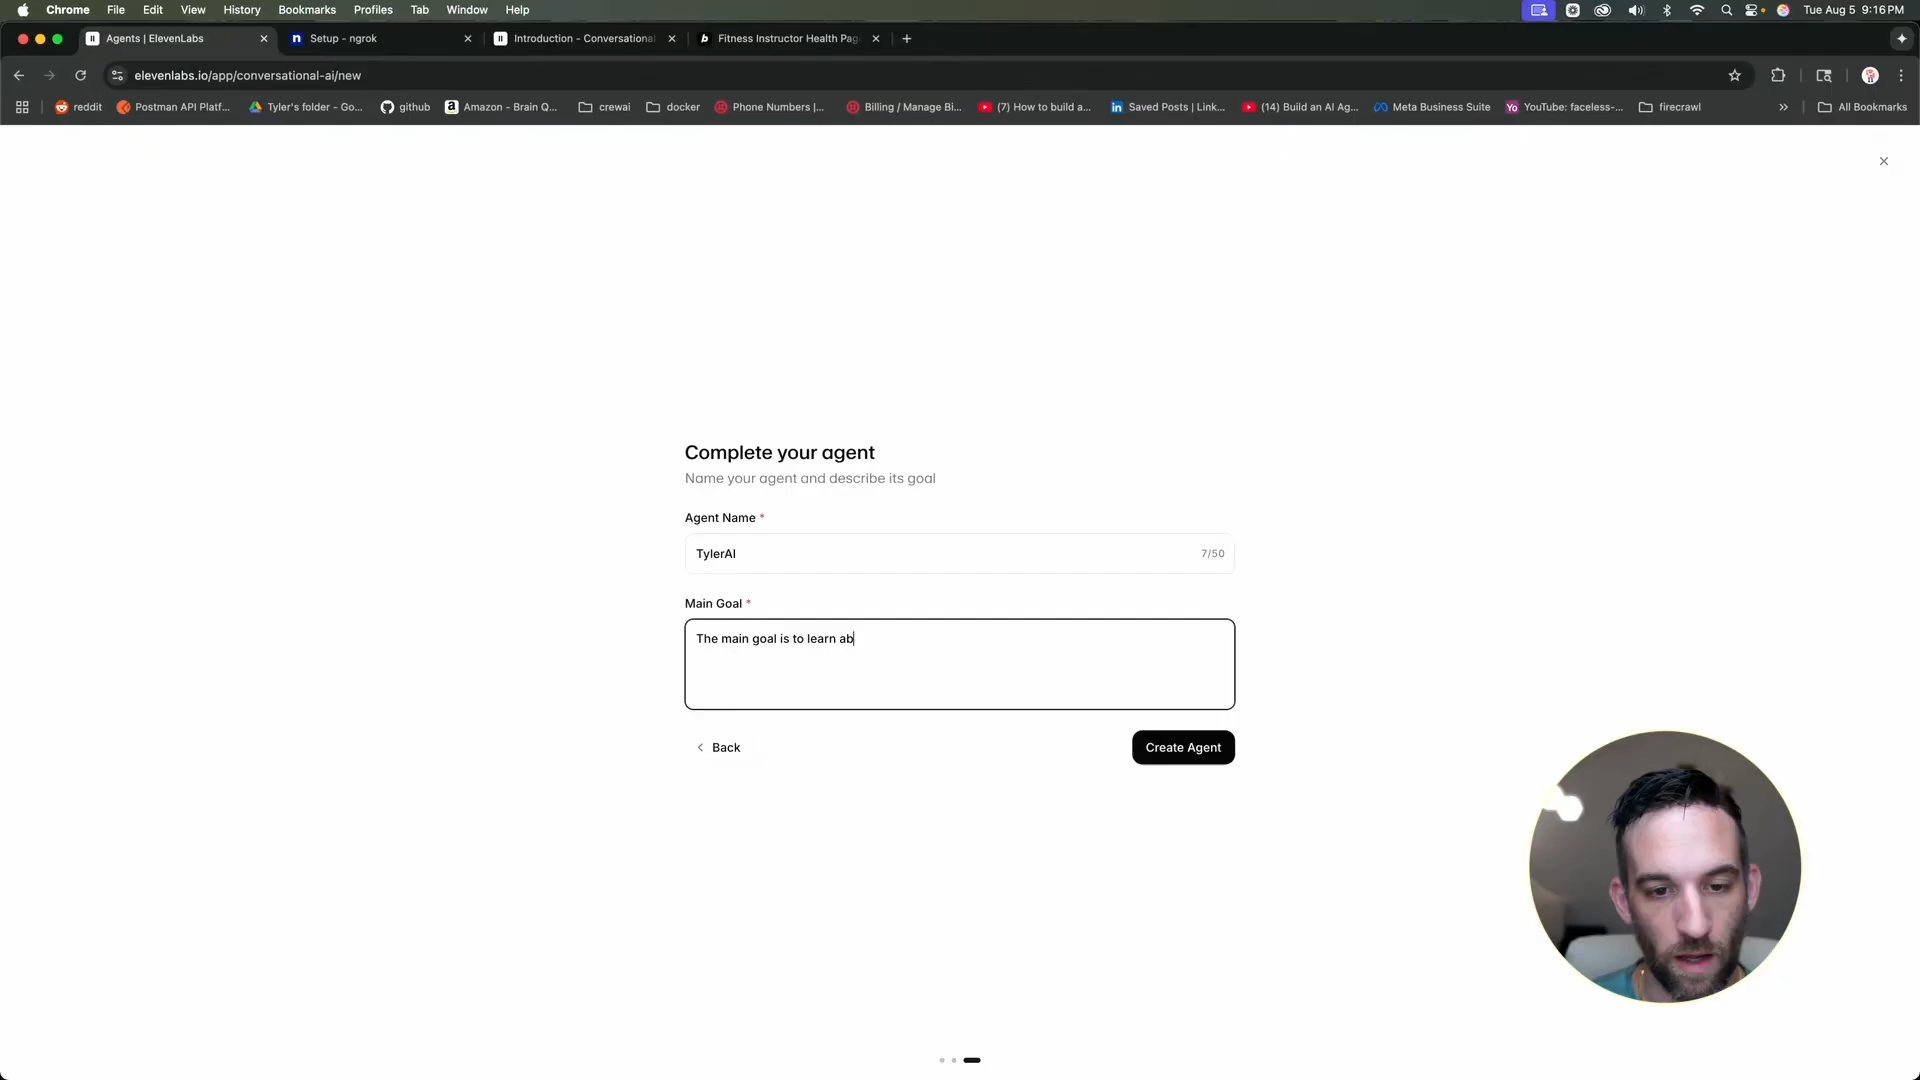 Chrome File Edit View History Bookmarks Profiles Tab Window Help Tue Aug 5 9:16 PM
Agents | ElevenLabs Setup - ngrok Introduction - Conversational b Fitness Instructor Health Pag
elevenlabs.io/app/conversational-ai/new
reddit Postman API Platf... Tyler's folder - Go... github Amazon - Brain Q... crewai docker Phone Numbers |... Billing / Manage Bi... (7) How to build a... Saved Posts | Link... (14) Build an AI Ag... Meta Business Suite YouTube: faceless-... firecrawl All Bookmarks
Complete your agent
Name your agent and describe its goal
Agent Name *
TylerAI 7/50
Main Goal *
The main goal is to learn ab
Back Create Agent